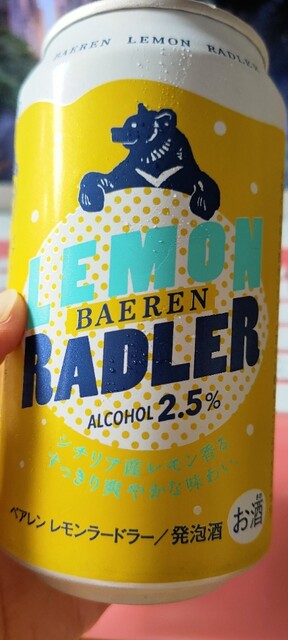 BAEREN LEMON RADLER
LEMON
BAEREN
RADLER
ALCOHOL 2.5%
シチリア産レモン香る
すっきり爽やかな味わい
ベアレン レモンラードラー/発泡酒
お酒